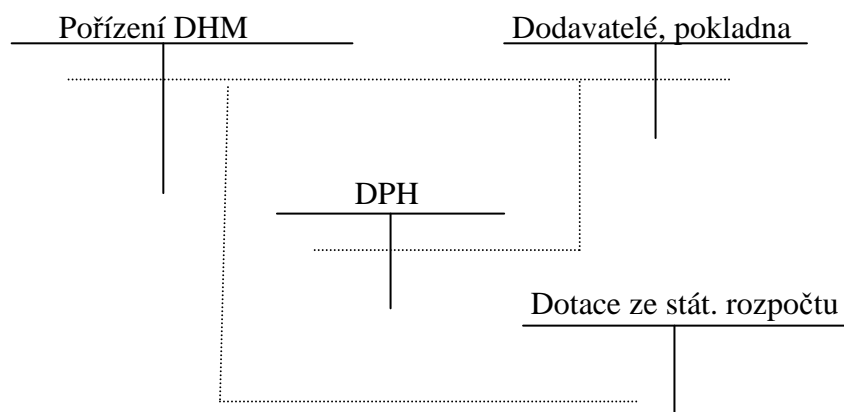 Pořízení DHM
Dodavatelé, pokladna
DPH
Dotace ze stát. rozpočtu